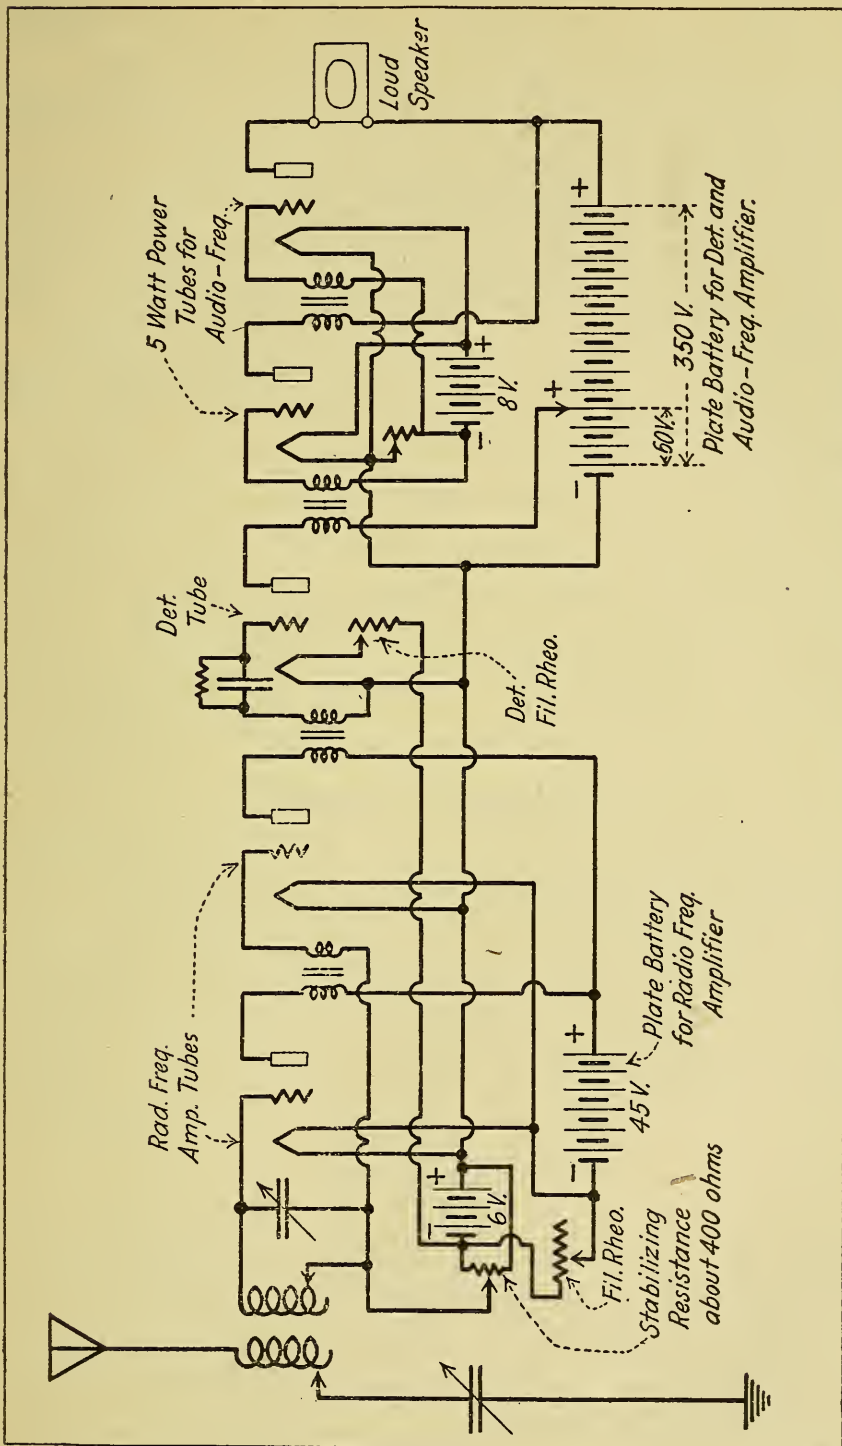 Rad. Freq.
Amp. Tubes
Det.
Tube
5 Watt Power
Tubes for
Audio-Freq.
Loud
Speaker
Det.
Fil. Rheo.
+
-
6 V.
-
+
8 V.
Fil. Rheo.
Stabilizing
Resistance
about 400 ohms
-
+
45 V.
Plate Battery
for Radio Freq.
Amplifier
-
+
+
60V.
350 V.
Plate Battery for Det. and
Audio-Freq. Amplifier.